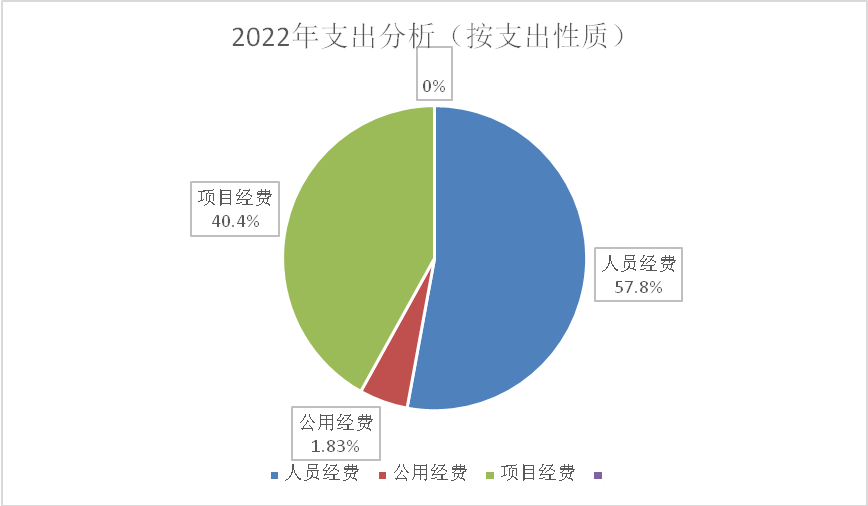 2022年支出分析（按支出性质）
0%
项目经费
40.4%
人员经费
57.8%
公用经费
1.83%
人员经费 公用经费 项目经费